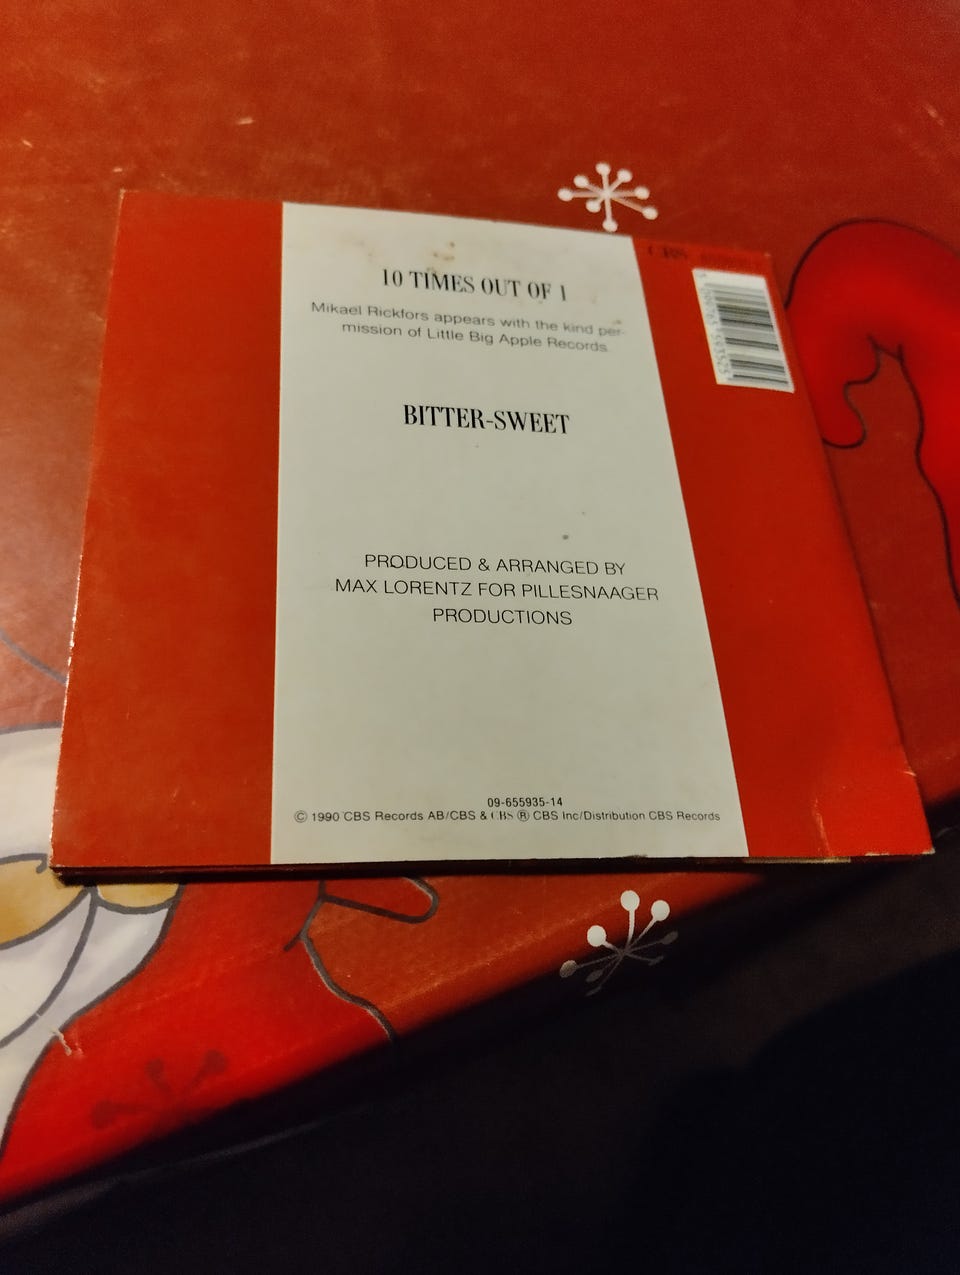 10 TIMES OUT OF 1
Mikael Rickfors appears with the kind per-
mission of Little Big Apple Records.
BITTER-SWEET
PRODUCED & ARRANGED BY
MAX LORENTZ FOR PILLESNAAGER
PRODUCTIONS
09-655935-14
© 1990 CBS Records AB/CBS & CBS ® CBS Inc/Distribution CBS Records
CBS